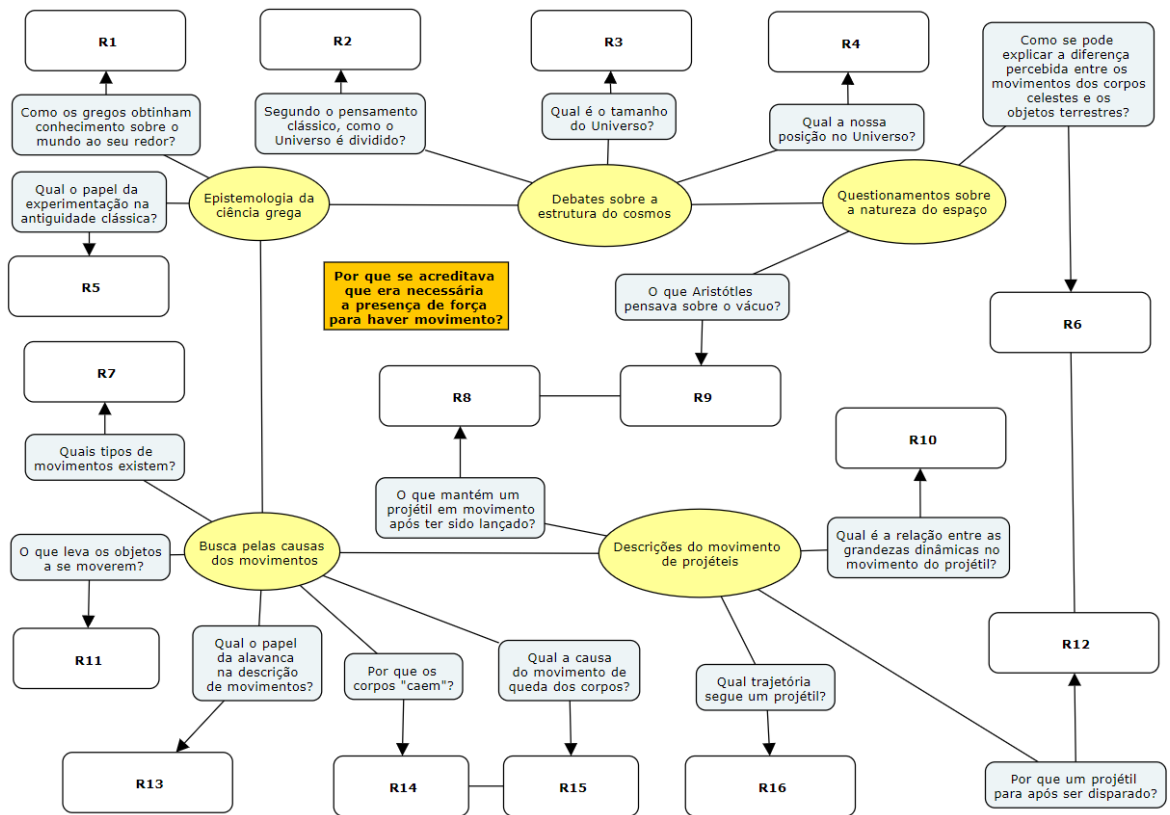 R1
R2
R3
R4
Como se pode
explicar a diferença
percebida entre os
movimentos dos corpos
celestes e os
objetos terrestres?
Como os gregos obtinham
conhecimento sobre o
mundo ao seu redor?
Segundo o pensamento
clássico, como o
Universo é dividido?
Qual é o tamanho
do Universo?
Qual a nossa
posição no Universo?
Qual o papel da
experimentação na
antiguidade clássica?
Epistemologia da
ciência grega
Debates sobre a
estrutura do cosmos
Questionamentos sobre
a natureza do espaço
R5
Por que se acreditava
que era necessária
a presença de força
para haver movimento?
O que Aristótles
pensava sobre o vácuo?
R6
R7
R8
R9
R10
Quais tipos de
movimentos existem?
O que mantém um
projétil em movimento
após ter sido lançado?
O que leva os objetos
a se moverem?
Busca pelas causas
dos movimentos
Descrições do movimento
de projéteis
Qual é a relação entre as
grandezas dinâmicas no
movimento do projétil?
R11
Qual o papel
da alavanca
na descrição
de movimentos?
Por que os
corpos "caem"?
Qual a causa
do movimento de
queda dos corpos?
Qual trajetória
segue um projétil?
R12
R13
R14
R15
R16
Por que um projétil
para após ser disparado?